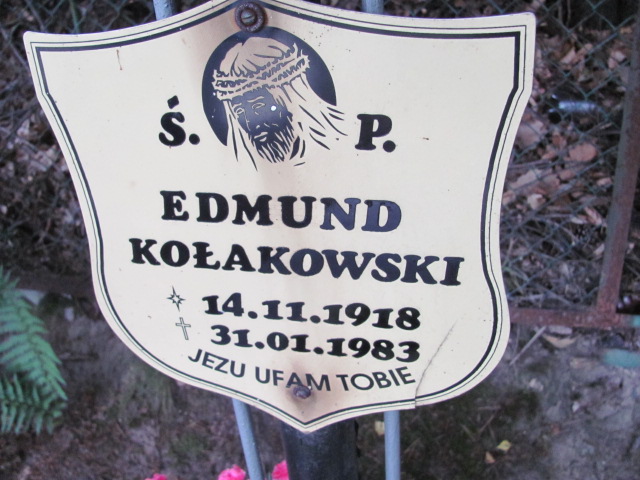 Ś. P.
EDMUND
KOŁAKOWSKI
14.11.1918
31.01.1983
JEZU UFAM TOBIE